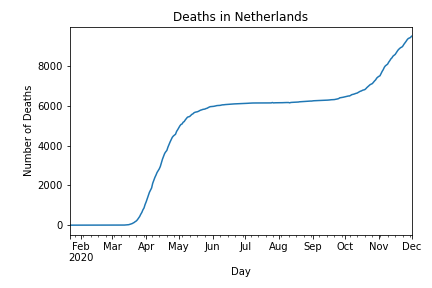 Deaths in Netherlands
Number of Deaths
8000
6000
4000
2000
0
Feb Mar Apr May Jun Jul Aug Sep Oct Nov Dec
2020
Day